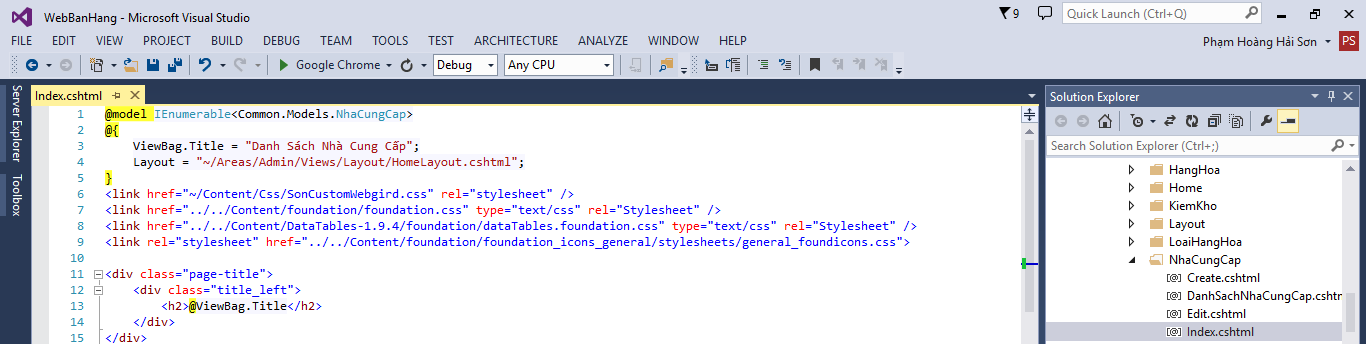 WebBanHang - Microsoft Visual Studio
9
Quick Launch (Ctrl+Q)
FILE EDIT VIEW PROJECT BUILD DEBUG TEAM TOOLS TEST ARCHITECTURE ANALYZE WINDOW HELP
Phạm Hoàng Hải Sơn
PS
Google Chrome
Debug
Any CPU
Server Explorer
Toolbox
Index.cshtml
1 @model IEnumerable<Common.Models.NhaCungCap>
2 @{
3 ViewBag.Title = "Danh Sách Nhà Cung Cấp";
4 Layout = "~/Areas/Admin/Views/Layout/HomeLayout.cshtml";
5 }
6 <link href="~/Content/Css/SonCustomWebgird.css" rel="stylesheet" />
7 <link href="../../Content/foundation/foundation.css" type="text/css" rel="Stylesheet" />
8 <link href="../../Content/DataTables-1.9.4/foundation/dataTables.foundation.css" type="text/css" rel="Stylesheet" />
9 <link rel="stylesheet" href="../../Content/foundation/foundation_icons_general/stylesheets/general_foundicons.css">
10
11 <div class="page-title">
12 <div class="title_left">
13 <h2>@ViewBag.Title</h2>
14 </div>
15 </div>
Solution Explorer
Search Solution Explorer (Ctrl+;)
HangHoa
Home
KiemKho
Layout
LoaiHangHoa
NhaCungCap
Create.cshtml
DanhSachNhaCungCap.cshtm
Edit.cshtml
Index.cshtml